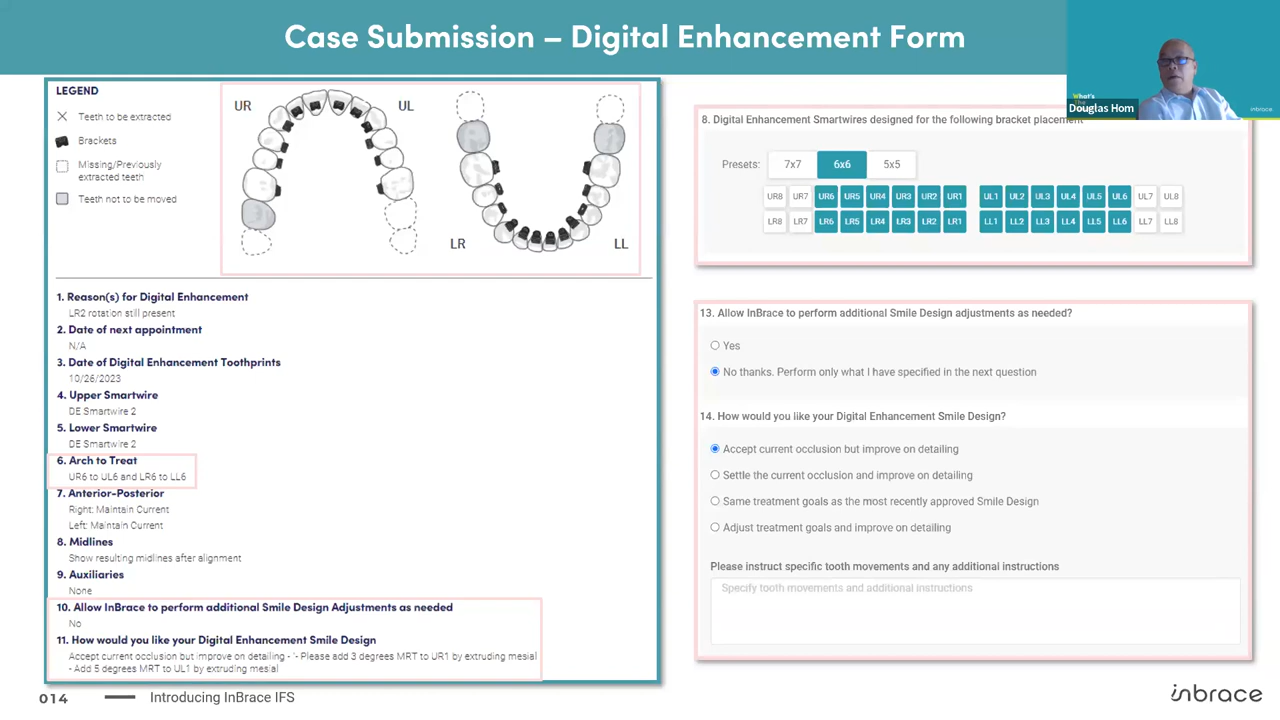 Case Submission – Digital Enhancement Form
Douglas Hom
inbrace
LEGEND
Teeth to be extracted
Brackets
Missing/Previously
extracted teeth
Teeth not to be moved
UR
UL
LR
LL
1. Reason(s) for Digital Enhancement
LR2 rotation still present
2. Date of next appointment
N/A
3. Date of Digital Enhancement Toothprints
10/26/2023
4. Upper Smartwire
DE Smartwire 2
5. Lower Smartwire
DE Smartwire 2
6. Arch to Treat
UR6 to UL6 and LR6 to LL6
7. Anterior-Posterior
Right: Maintain Current
Left: Maintain Current
8. Midlines
Show resulting midlines after alignment
9. Auxiliaries
None
10. Allow InBrace to perform additional Smile Design Adjustments as needed
No
11. How would you like your Digital Enhancement Smile Design
Accept current occlusion but improve on detailing - '- Please add 3 degrees MRT to UR1 by extruding mesial
- Add 5 degrees MRT to UL1 by extruding mesial
8. Digital Enhancement Smartwires designed for the following bracket placement
Presets: 7x7 6x6 5x5
UR8 UR7 UR6 UR5 UR4 UR3 UR2 UR1 UL1 UL2 UL3 UL4 UL5 UL6 UL7 UL8
LR8 LR7 LR6 LR5 LR4 LR3 LR2 LR1 LL1 LL2 LL3 LL4 LL5 LL6 LL7 LL8
13. Allow InBrace to perform additional Smile Design adjustments as needed?
Yes
No thanks. Perform only what I have specified in the next question
14. How would you like your Digital Enhancement Smile Design?
Accept current occlusion but improve on detailing
Settle the current occlusion and improve on detailing
Same treatment goals as the most recently approved Smile Design
Adjust treatment goals and improve on detailing
Please instruct specific tooth movements and any additional instructions
Specify tooth movements and additional instructions
014
Introducing InBrace IFS
inbrace